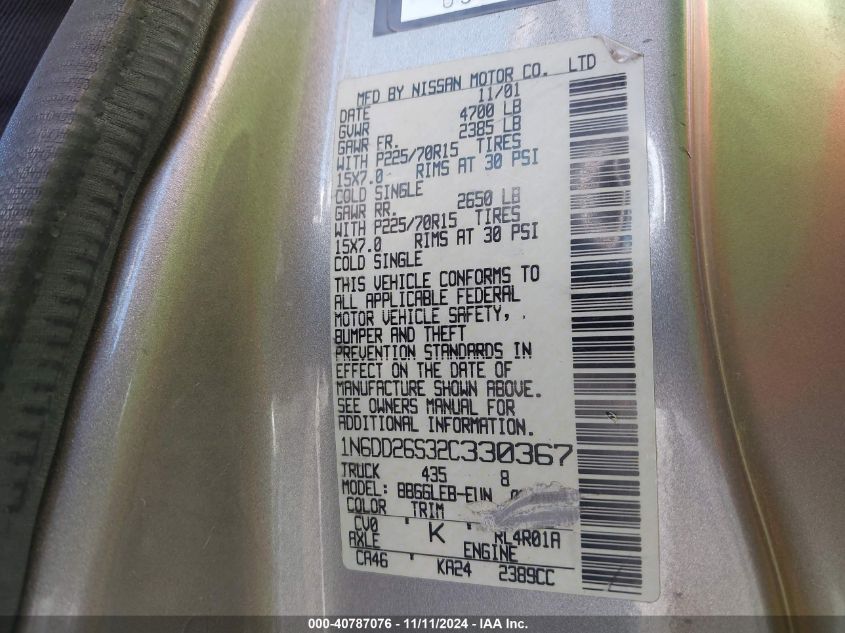 MFD BY NISSAN MOTOR CO. LTD
DATE 11/01
GVWR 4700 LB
GAWR FR. 2385 LB
WITH P225/70R15 TIRES
15X7.0 RIMS AT 30 PSI
COLD SINGLE
GAWR RR. 2650 LB
WITH P225/70R15 TIRES
15X7.0 RIMS AT 30 PSI
COLD SINGLE
THIS VEHICLE CONFORMS TO
ALL APPLICABLE FEDERAL
MOTOR VEHICLE SAFETY,
BUMPER AND THEFT
PREVENTION STANDARDS IN
EFFECT ON THE DATE OF
MANUFACTURE SHOWN ABOVE.
SEE OWNERS MANUAL FOR
ADDITIONAL INFORMATION.
1N6DD26S32C330367
TRUCK 435 8
MODEL:
COLOR TRIM
CV0 K RL4R01A
AXLE ENGINE
CA46 KA24 2389CC
000-40787076 - 11/11/2024 - IAAI Inc.